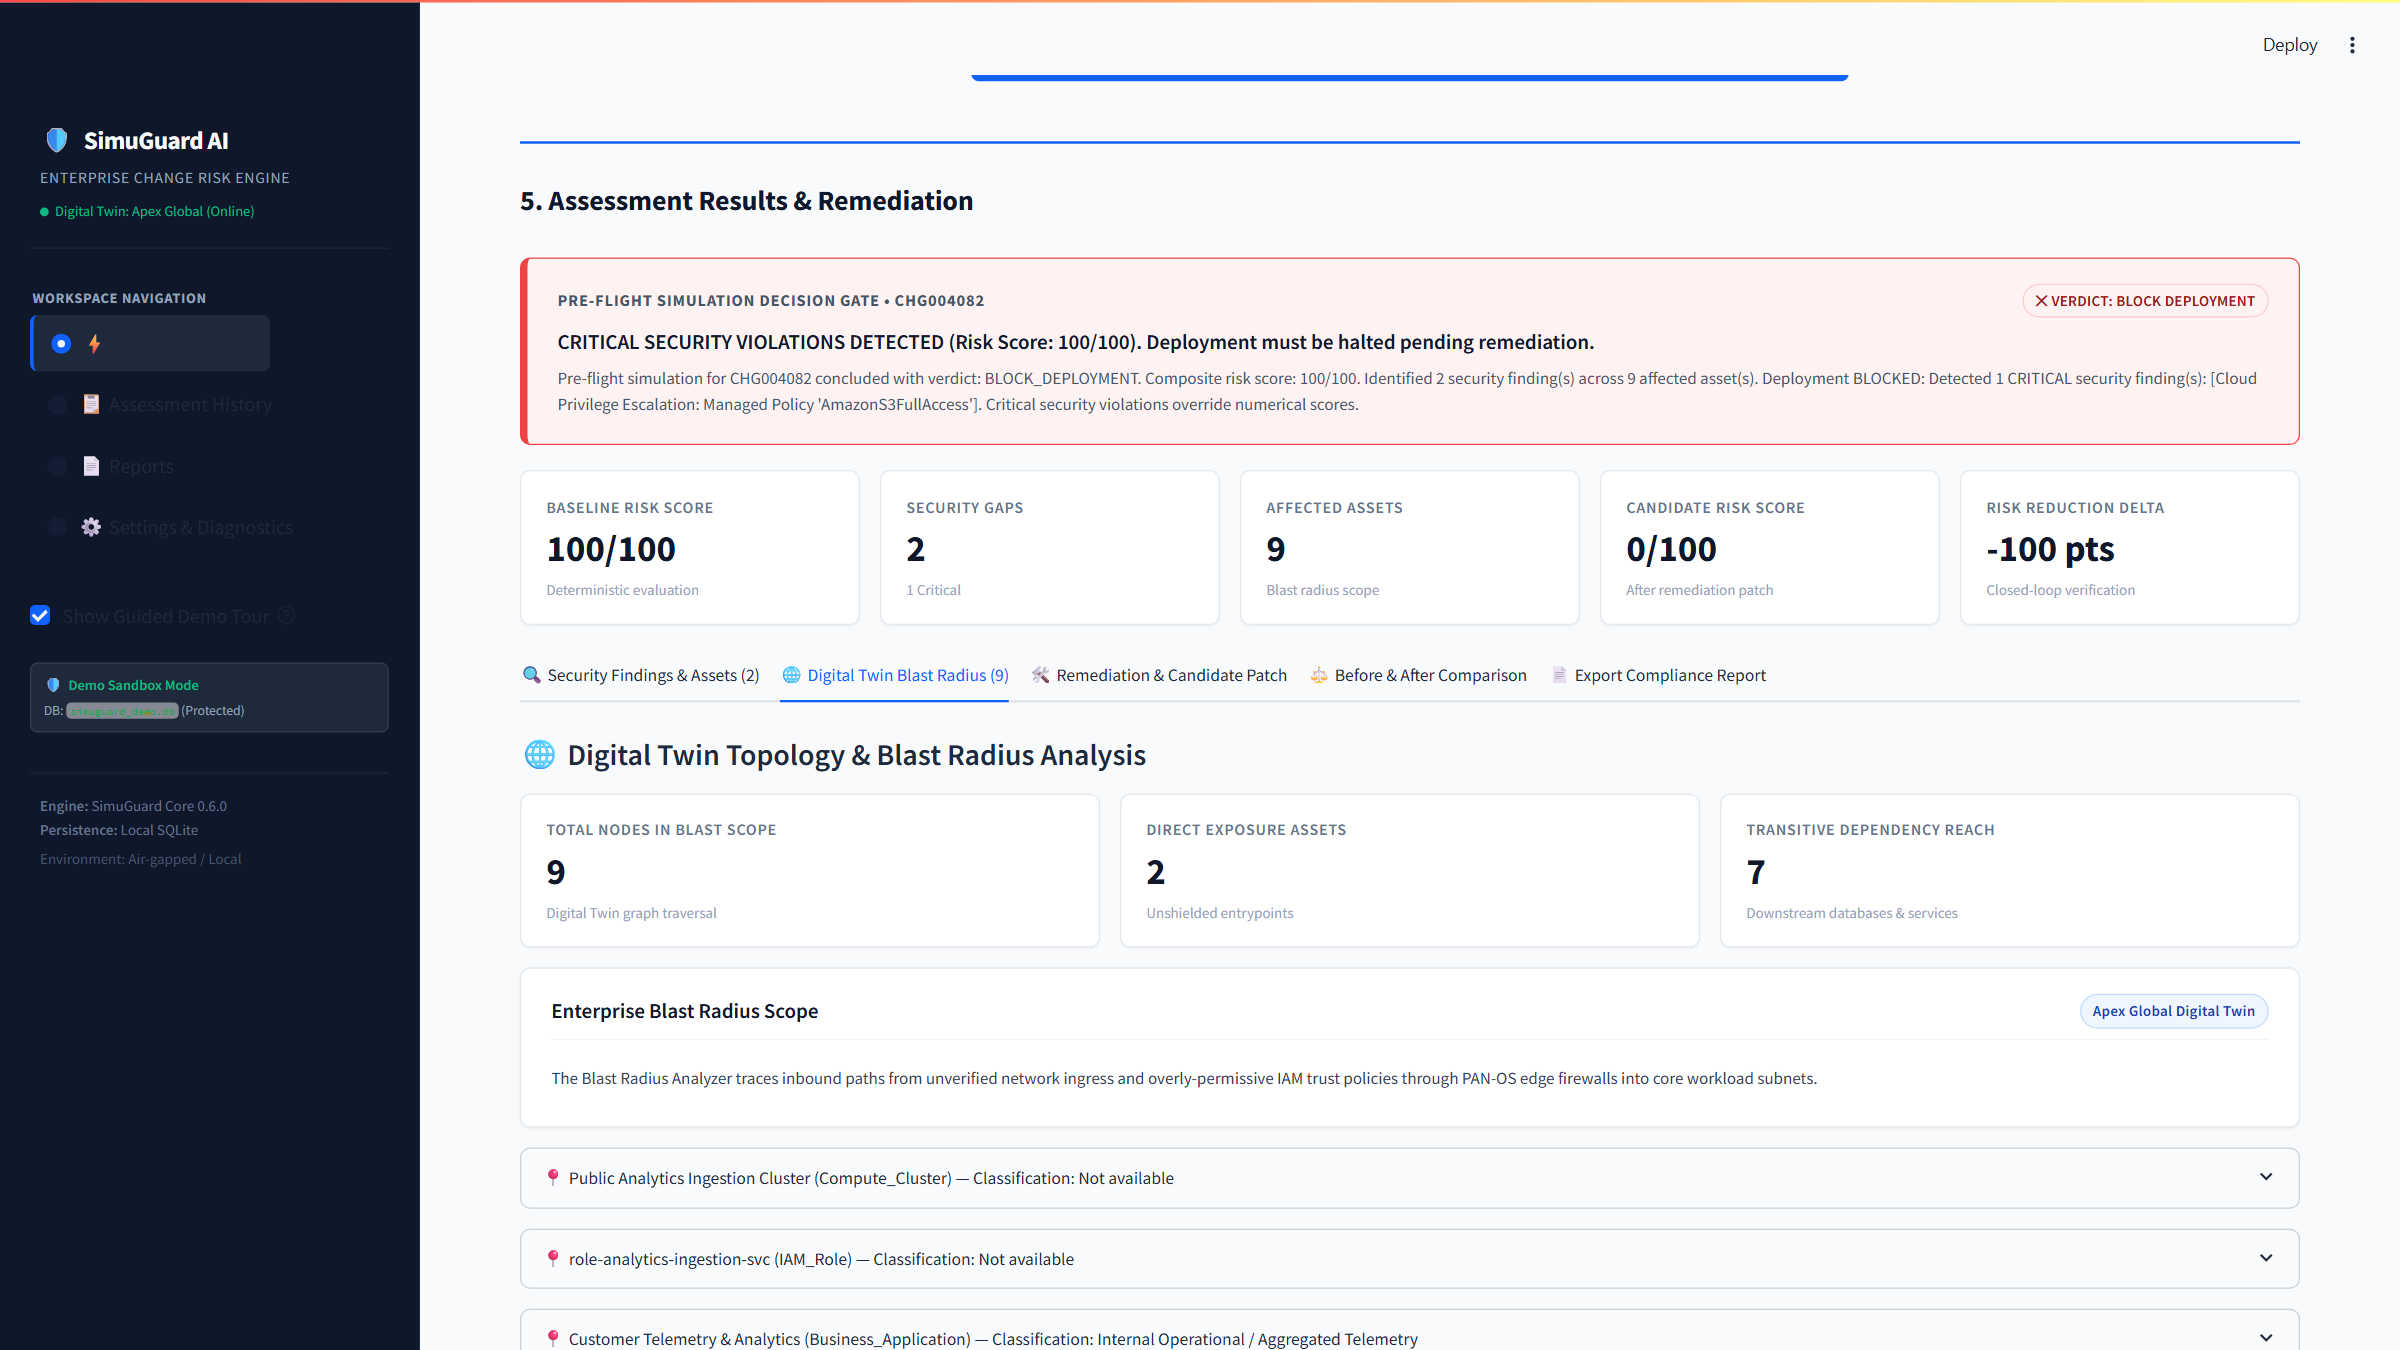 Deploy
SimuGuard AI
ENTERPRISE CHANGE RISK ENGINE
Digital Twin: Apex Global (Online)
WORKSPACE NAVIGATION
Assessment History
Reports
Settings & Diagnostics
Show Guided Demo Tour
Demo Sandbox Mode
DB: simuguard_demo.db (Protected)
Engine: SimuGuard Core 0.6.0
Persistence: Local SQLite
Environment: Air-gapped / Local
5. Assessment Results & Remediation
PRE-FLIGHT SIMULATION DECISION GATE • CHG004082
VERDICT: BLOCK DEPLOYMENT
CRITICAL SECURITY VIOLATIONS DETECTED (Risk Score: 100/100). Deployment must be halted pending remediation.
Pre-flight simulation for CHG004082 concluded with verdict: BLOCK_DEPLOYMENT. Composite risk score: 100/100. Identified 2 security finding(s) across 9 affected asset(s). Deployment BLOCKED: Detected 1 CRITICAL security finding(s): [Cloud
Privilege Escalation: Managed Policy 'AmazonS3FullAccess']. Critical security violations override numerical scores.
BASELINE RISK SCORE
100/100
Deterministic evaluation
SECURITY GAPS
2
1 Critical
AFFECTED ASSETS
9
Blast radius scope
CANDIDATE RISK SCORE
0/100
After remediation patch
RISK REDUCTION DELTA
-100 pts
Closed-loop verification
Security Findings & Assets (2)
Digital Twin Blast Radius (9)
Remediation & Candidate Patch
Before & After Comparison
Export Compliance Report
Digital Twin Topology & Blast Radius Analysis
TOTAL NODES IN BLAST SCOPE
9
Digital Twin graph traversal
DIRECT EXPOSURE ASSETS
2
Unshielded entrypoints
TRANSITIVE DEPENDENCY REACH
7
Downstream databases & services
Enterprise Blast Radius Scope
Apex Global Digital Twin
The Blast Radius Analyzer traces inbound paths from unverified network ingress and overly-permissive IAM trust policies through PAN-OS edge firewalls into core workload subnets.
Public Analytics Ingestion Cluster (Compute_Cluster) — Classification: Not available
role-analytics-ingestion-svc (IAM_Role) — Classification: Not available
Customer Telemetry & Analytics (Business_Application) — Classification: Internal Operational / Aggregated Telemetry